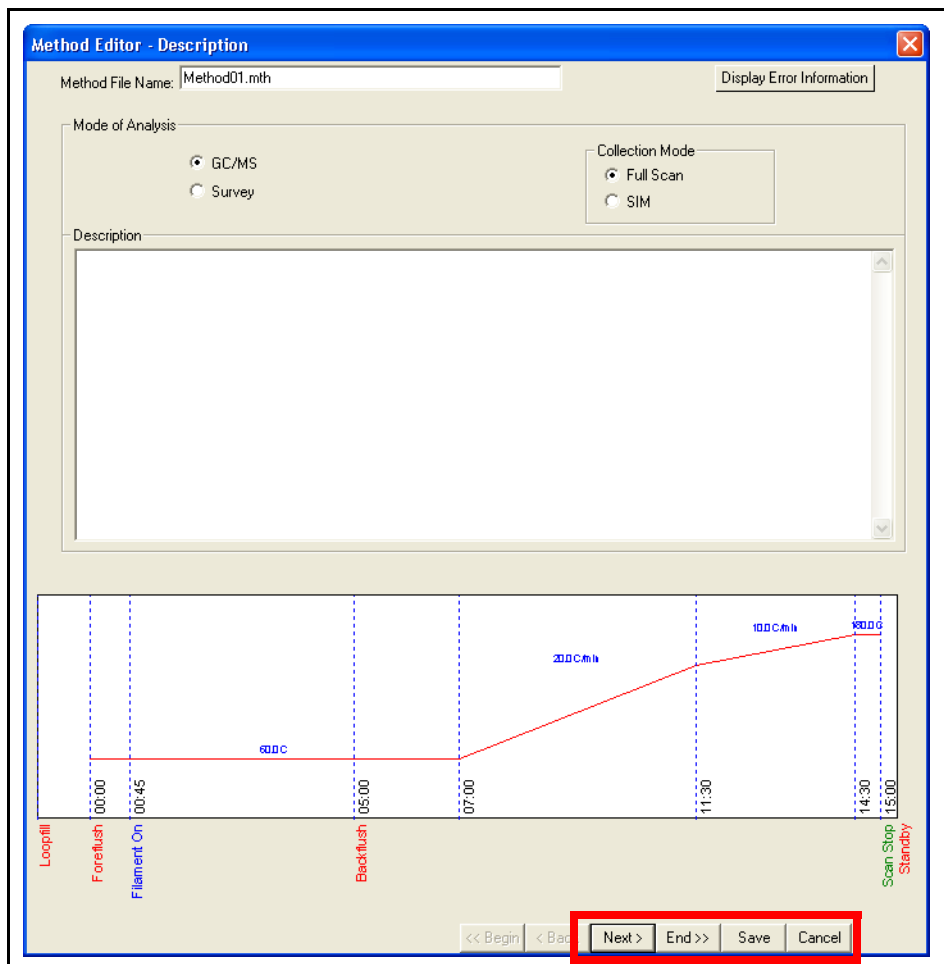 Method Editor - Description
Method File Name: Method01.mth
Display Error Information
Mode of Analysis
GC/MS
Survey
Collection Mode
Full Scan
SIM
Description
60.0 C
20.0 C/min
10.0 C/min
180.0 C
00:00
00:45
05:00
07:00
11:30
14:30
15:00
Loopfill
Foreflush
Filament On
Backflush
Scan Stop
Standby
<< Begin
< Bac
Next >
End >>
Save
Cancel